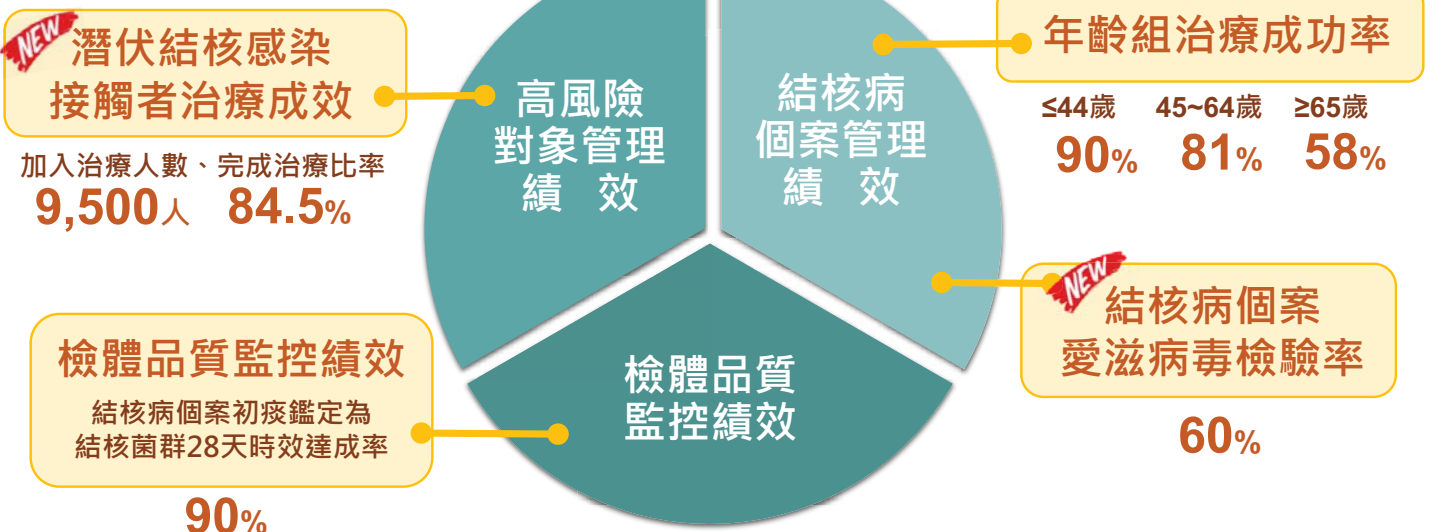 NEW
潛伏結核感染
接觸者治療成效
加入治療人數、完成治療比率
9,500人 84.5%
高風險
對象管理
績 效
結核病
個案管理
績 效
年齡組治療成功率
≤44歲 45~64歲 ≥65歲
90% 81% 58%
NEW
結核病個案
愛滋病毒檢驗率
60%
檢體品質監控績效
結核病個案初痰鑑定為
結核菌群28天時效達成率
90%
檢體品質
監控績效